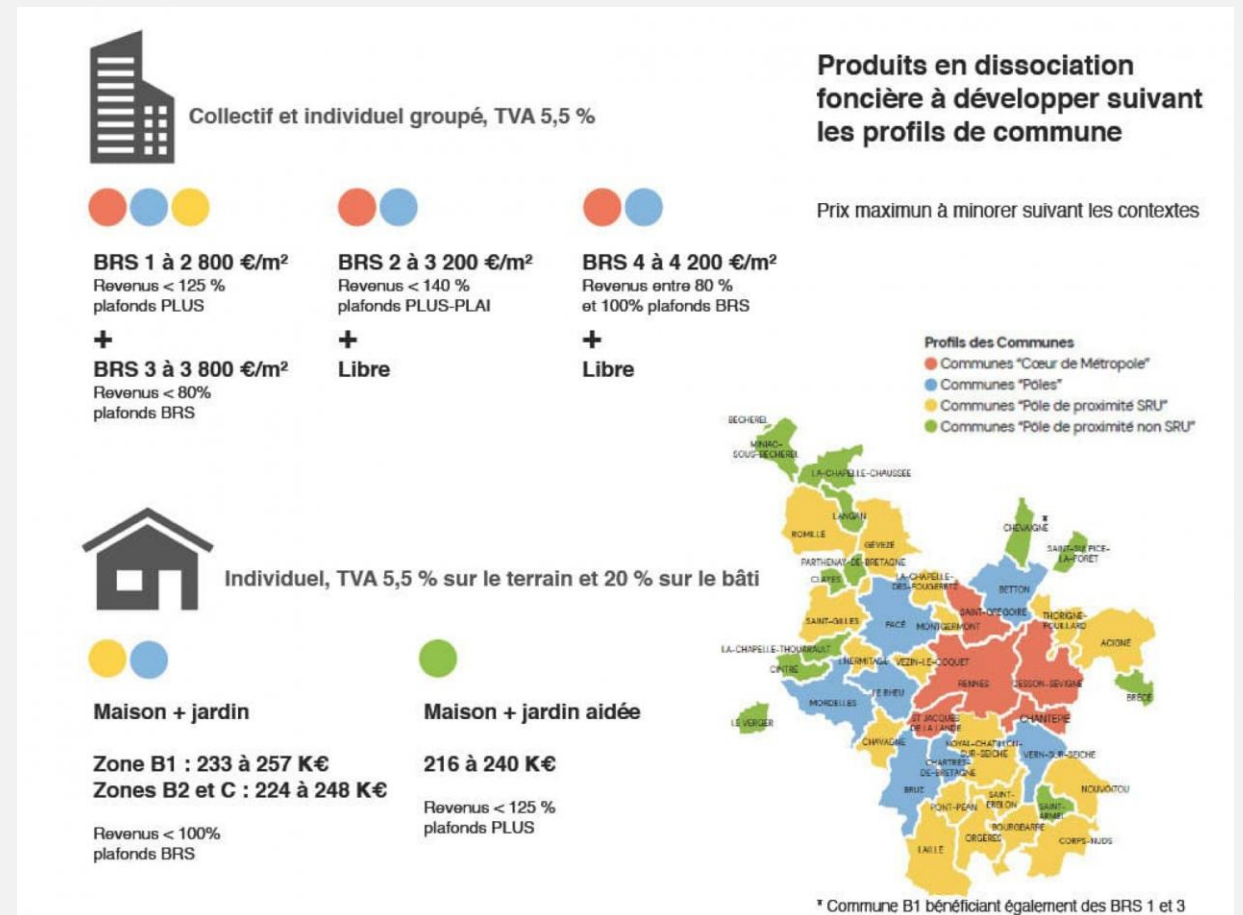 Collectif et individuel groupé, TVA 5,5 %
Produits en dissociation
foncière à développer suivant
les profils de commune
Prix maximun à minorer suivant les contextes
BRS 1 à 2 800 €/m²
Revenus < 125 %
plafonds PLUS
+
BRS 3 à 3 800 €/m²
Revenus < 80%
plafonds BRS
BRS 2 à 3 200 €/m²
Revenus < 140 %
plafonds PLUS-PLAI
+
Libre
BRS 4 à 4 200 €/m²
Revenus entre 80 %
et 100% plafonds BRS
+
Libre
Profils des Communes
Communes "Cœur de Métropole"
Communes "Pôles"
Communes "Pôle de proximité SRU"
Communes "Pôle de proximité non SRU"
Individuel, TVA 5,5 % sur le terrain et 20 % sur le bâti
Maison + jardin
Zone B1 : 233 à 257 K€
Zones B2 et C : 224 à 248 K€
Revenus < 100%
plafonds BRS
Maison + jardin aidée
216 à 240 K€
Revenus < 125 %
plafonds PLUS
BECHEREL
MINIAC-
SOUS-BECHEREL
LA-CHAPELLE-CHAUSSEE
LANGAN
ROMILLE
GEVEZE
CHEVAIGNE
*
SAINT-SULPICE-
LA-FORET
PARTHENAY-DE-BRETAGNE
CLAYES
LA-CHAPELLE-
DES-FOUGERETZ
BETTON
SAINT-GREGOIRE
THORIGNE-
FOUILLARD
SAINT-GILLES
PACÉ
MONTGERMONT
ACIGNÉ
LA-CHAPELLE-THOUARAULT
L'HERMITAGE
VEZIN-LE-COQUET
CINTRÉ
RENNES
CESSON-SEVIGNE
BRÉCÉ
MORDELLES
LE RHEU
LE VERGER
ST JACQUES
DE LA LANDE
CHANTEPIE
CHAVAGNE
NOYAL-CHATILLON-
SUR-SEICHE
VERN-SUR-SEICHE
CHARTRES-
DE-BRETAGNE
BRUZ
NOUVOITOU
PONT-PEAN
SAINT-
ERBLON
SAINT-
ARMEL
BOURGBARRE
ORGERES
CORPS-NUDS
LAILLÉ
* Commune B1 bénéficiant également des BRS 1 et 3